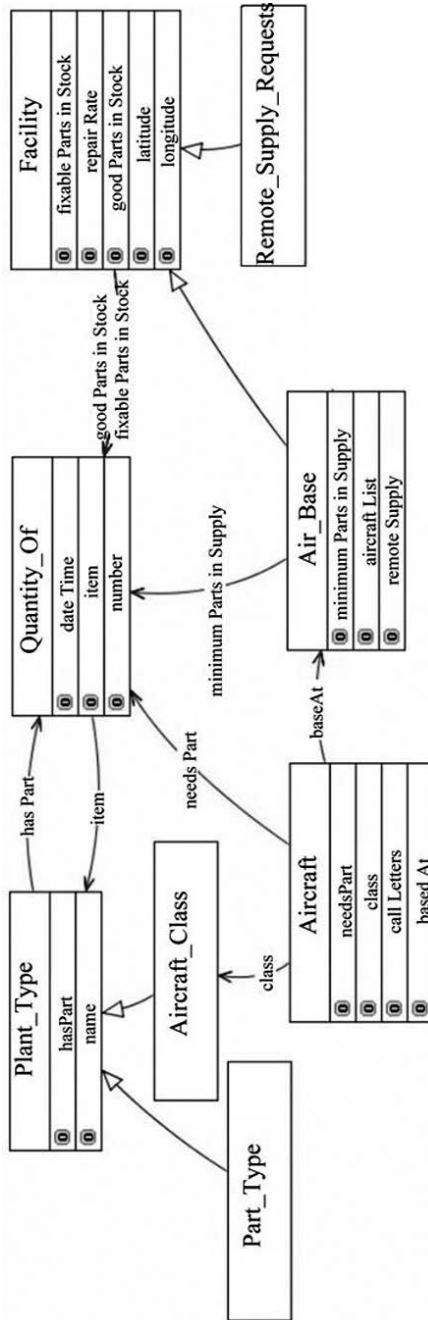 Plant_Type
hasPart
name
has Part
item
Quantity_Of
date Time
item
number
good Parts in Stock
fixable Parts in Stock
Facility
fixable Parts in Stock
repair Rate
good Parts in Stock
latitude
longitude
Part_Type
Aircraft_Class
class
needs Part
minimum Parts in Supply
Remote_Supply_Requests
Aircraft
needsPart
class
call Letters
based At
baseAt
Air_Base
minimum Parts in Supply
aircraft List
remote Supply